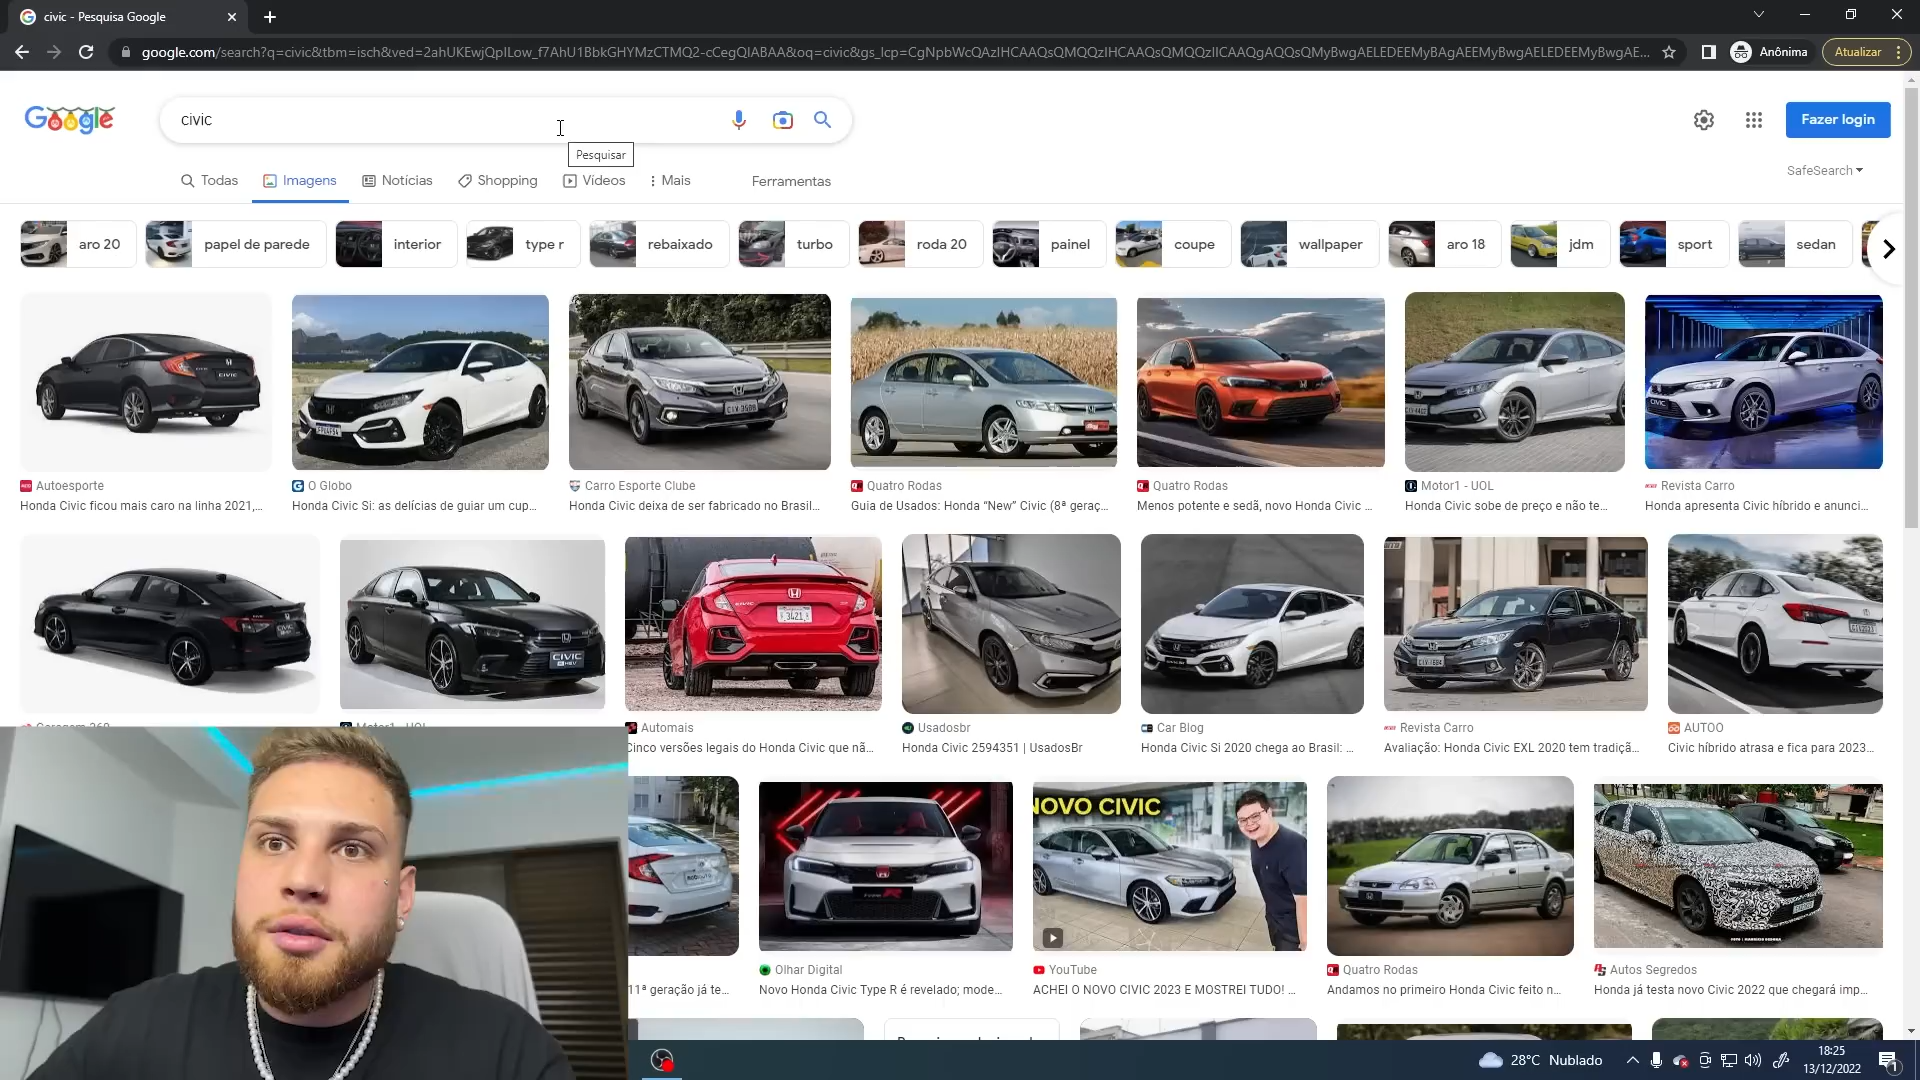 civic - Pesquisa Google
google.com/search?q=civic&tbm=isch&ved=2ahUKEwjQpILow_f7AhU1BbkGHYMzCTMQ2-cCegQIABAA&oq=civic&gs_lcp=CgNpbWcQAzIHCAAQsQMQQzIHCAAQsQMQQzIICAAQgAQQsQMyBwgAELEDEEMyBAgAEEMyBwgAELEDEEMyBwgAE...
Anônima
Atualizar
Google
civic
Fazer login
Pesquisar
Todas
Imagens
Notícias
Shopping
Vídeos
Mais
Ferramentas
SafeSearch
aro 20
papel de parede
interior
type r
rebaixado
turbo
roda 20
painel
coupe
wallpaper
aro 18
jdm
sport
sedan
Autoesporte
Honda Civic ficou mais caro na linha 2021,...
O Globo
Honda Civic Si: as delícias de guiar um cup...
Carro Esporte Clube
Honda Civic deixa de ser fabricado no Brasil...
Quatro Rodas
Guia de Usados: Honda “New” Civic (8ª geraç...
Quatro Rodas
Menos potente e sedã, novo Honda Civic ...
Motor1 - UOL
Honda Civic sobe de preço e não te...
Revista Carro
Honda apresenta Civic híbrido e anunci...
Automais
Cinco versões legais do Honda Civic que nã...
Usadosbr
Honda Civic 2594351 | UsadosBr
Car Blog
Honda Civic Si 2020 chega ao Brasil: ...
Revista Carro
Avaliação: Honda Civic EXL 2020 tem tradiçã...
AUTOO
Civic híbrido atrasa e fica para 2023...
NOVO CIVIC
11ª geração já te...
Olhar Digital
Novo Honda Civic Type R é revelado; mode...
YouTube
ACHEI O NOVO CIVIC 2023 E MOSTREI TUDO! ...
Quatro Rodas
Andamos no primeiro Honda Civic feito n...
Autos Segredos
Honda já testa novo Civic 2022 que chegará imp...
28°C Nublado
18:25
13/12/2022
1